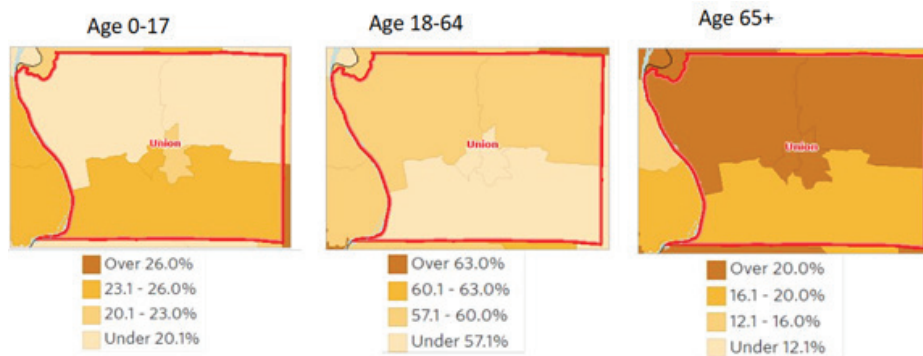 Age 0-17
Age 18-64
Age 65+
Union
Union
Union
Over 26.0%
23.1 - 26.0%
20.1 - 23.0%
Under 20.1%
Over 63.0%
60.1 - 63.0%
57.1 - 60.0%
Under 57.1%
Over 20.0%
16.1 - 20.0%
12.1 - 16.0%
Under 12.1%